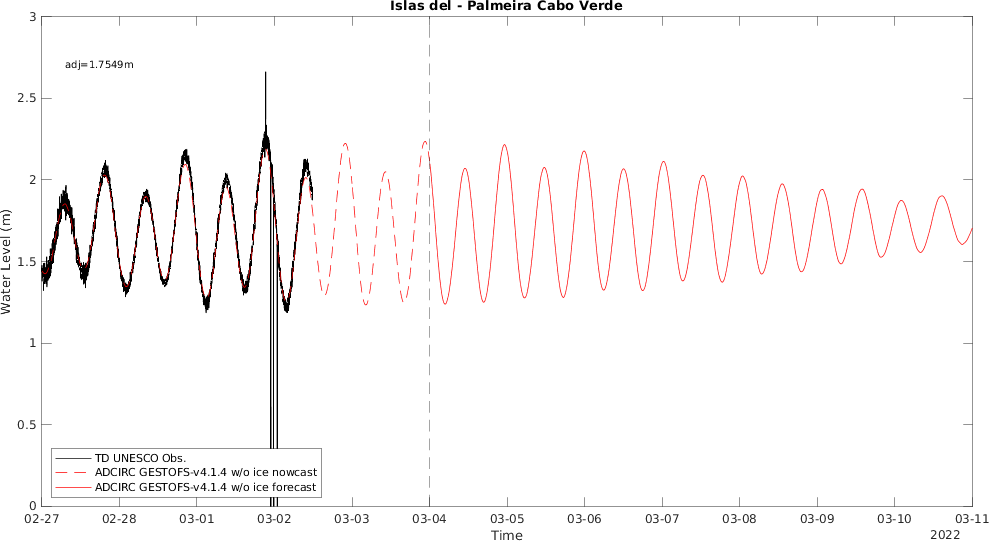 Islas del - Palmeira Cabo Verde
3
adj=1.7549m
2.5
2
1.5
1
0.5
0
Water Level (m)
TD UNESCO Obs.
ADCIRC GESTOFS-v4.1.4 w/o ice nowcast
ADCIRC GESTOFS-v4.1.4 w/o ice forecast
02-27 02-28 03-01 03-02 03-03 03-04 03-05 03-06 03-07 03-08 03-09 03-10 03-11
Time
2022